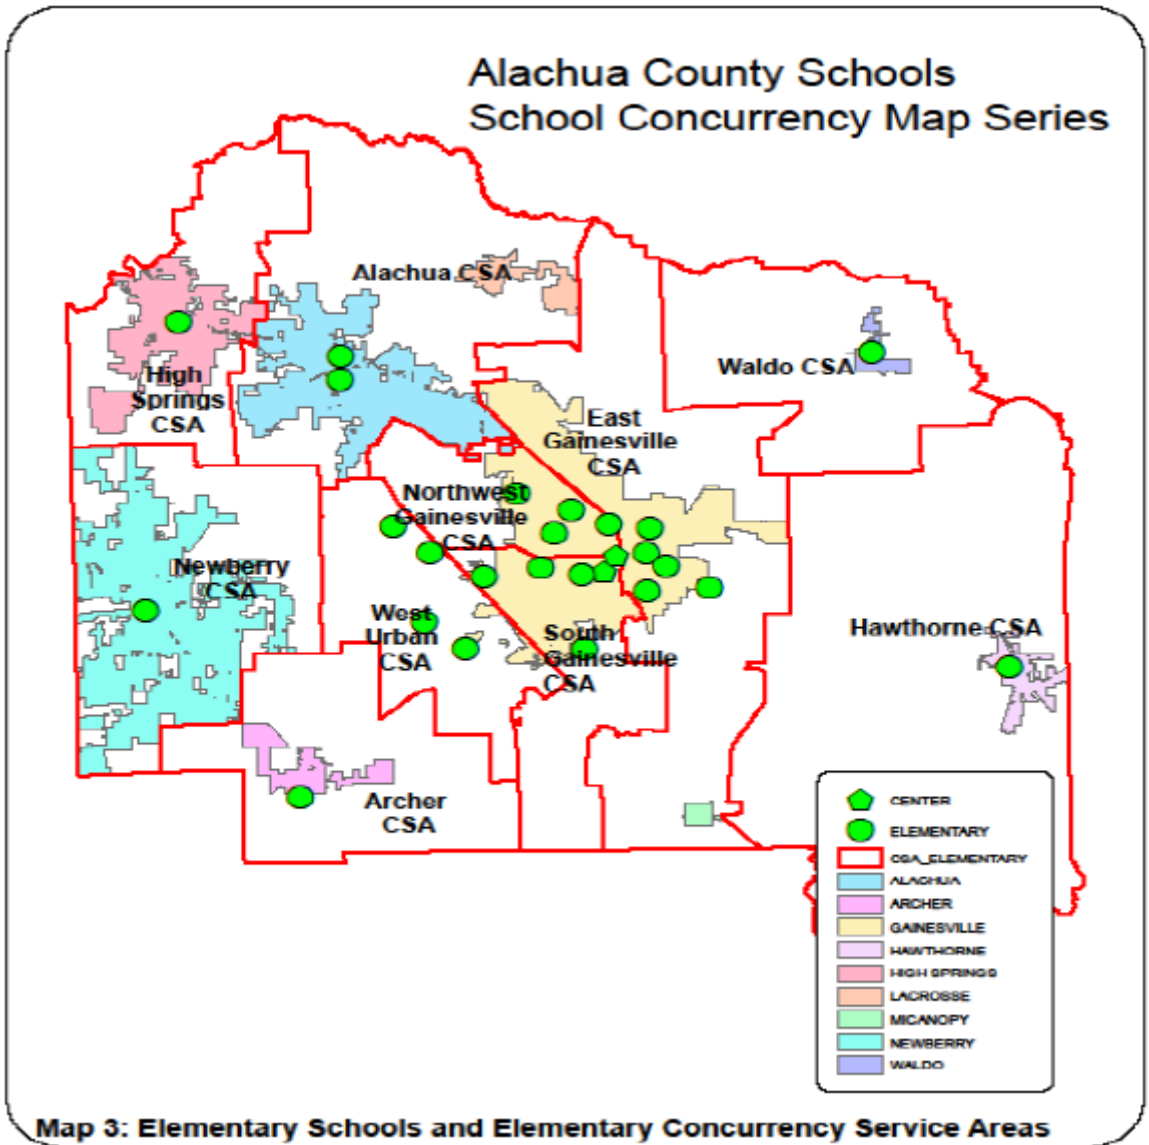 Alachua County Schools
School Concurrency Map Series
Alachua CSA
High
Springs
CSA
Waldo CSA
East
Gainesville
CSA
Northwest
Gainesville
CSA
Newberry
CSA
West
Urban
CSA
South
Gainesville
CSA
Hawthorne CSA
Archer
CSA
CENTER
ELEMENTARY
CSA_ELEMENTARY
ALACHUA
ARCHER
GAINESVILLE
HAWTHORNE
HIGH SPRINGS
LACROSSE
MICANOPY
NEWBERRY
WALDO
Map 3: Elementary Schools and Elementary Concurrency Service Areas